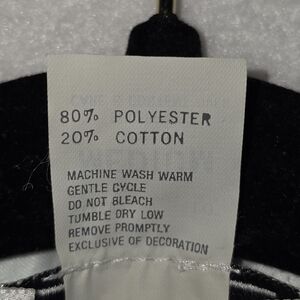 80% POLYESTER
20% COTTON
MACHINE WASH WARM
GENTLE CYCLE
DO NOT BLEACH
TUMBLE DRY LOW
REMOVE PROMPTLY
EXCLUSIVE OF DECORATION